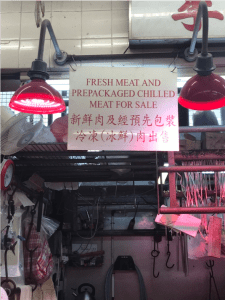 FRESH MEAT AND
PREPACKAGED CHILLED
MEAT FOR SALE
新鮮肉及經預先包裝
冷凍(冰鮮)肉出售